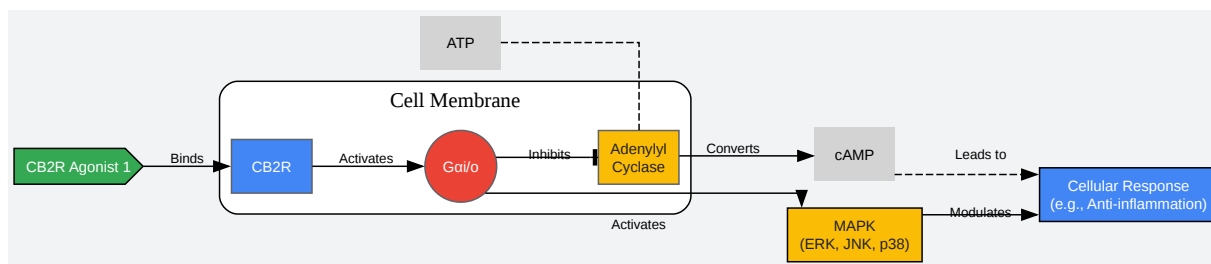 ATP
Cell Membrane
CB2R Agonist 1
Binds
CB2R
Activates
Gαi/o
Inhibits
Adenylyl
Cyclase
Converts
cAMP
Leads to
Cellular Response
(e.g., Anti-inflammation)
Activates
MAPK
(ERK, JNK, p38)
Modulates